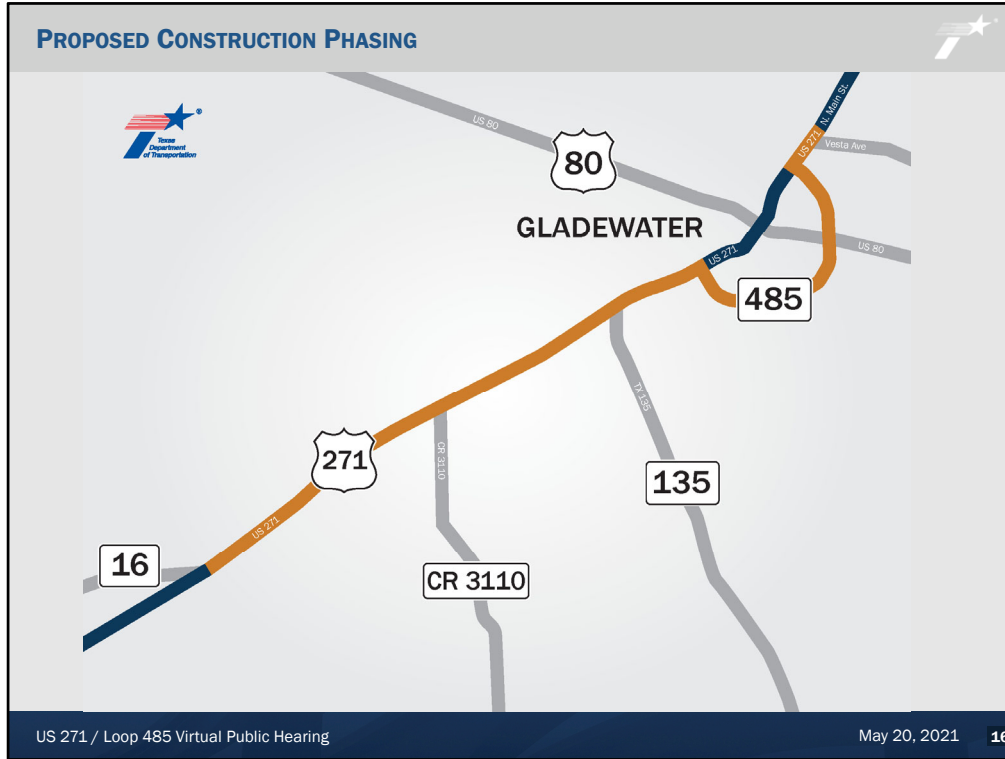 PROPOSED CONSTRUCTION PHASING
Texas
Department
of Transportation
®
US 80
80
GLADEWATER
N. Main St.
US 271
Vesta Ave
US 271
US 80
485
TX 135
271
CR 3110
135
US 271
16
CR 3110
US 271 / Loop 485 Virtual Public Hearing
May 20, 2021
16